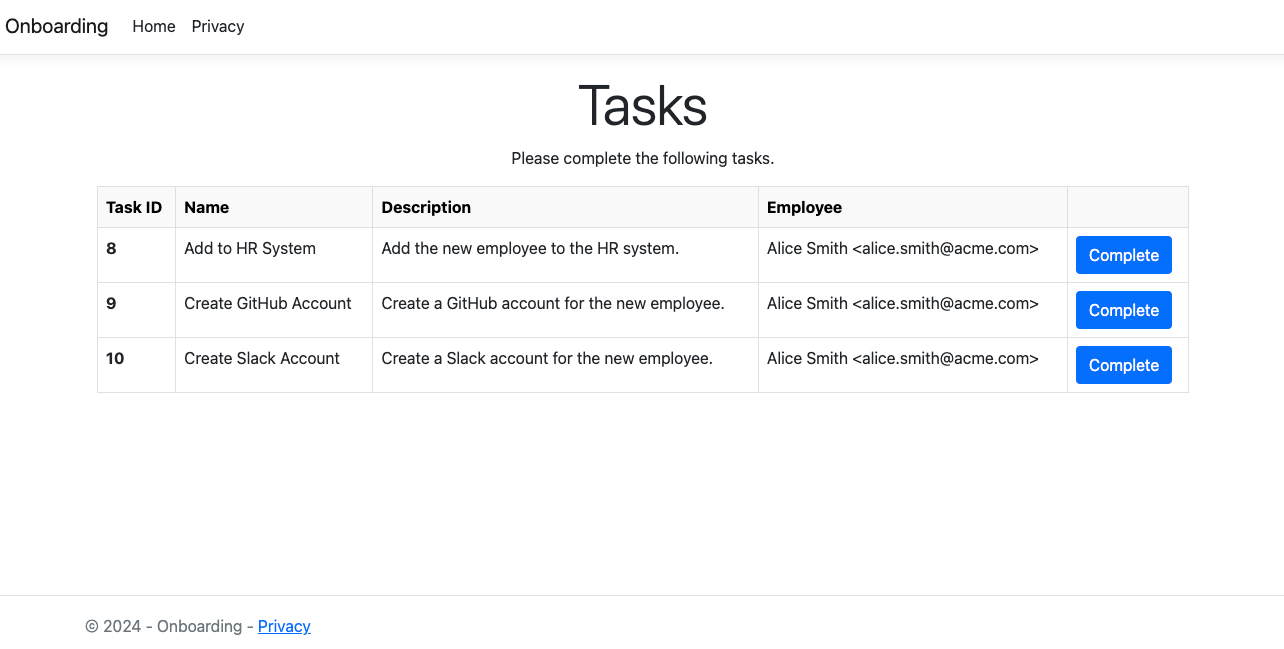 Onboarding Home Privacy
Tasks
Please complete the following tasks.
Task ID Name Description Employee
8 Add to HR System Add the new employee to the HR system. Alice Smith <alice.smith@acme.com> Complete
9 Create GitHub Account Create a GitHub account for the new employee. Alice Smith <alice.smith@acme.com> Complete
10 Create Slack Account Create a Slack account for the new employee. Alice Smith <alice.smith@acme.com> Complete
© 2024 - Onboarding - Privacy